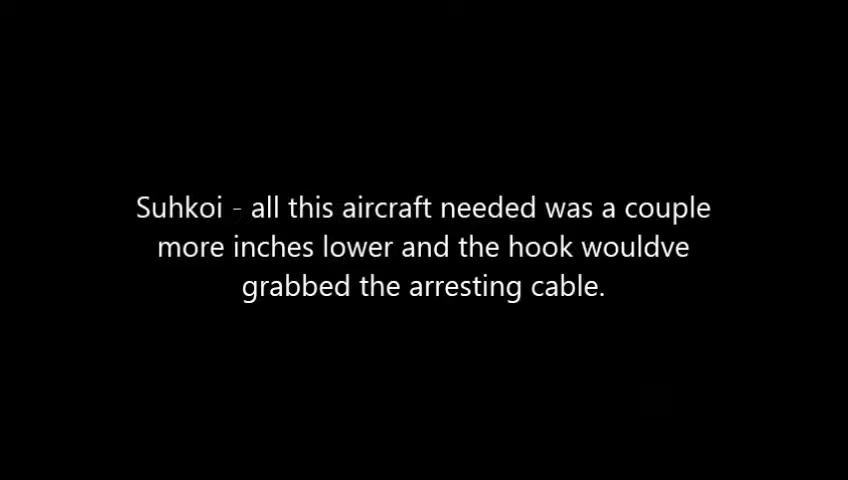 Suhkoi - all this aircraft needed was a couple
more inches lower and the hook wouldve
grabbed the arresting cable.